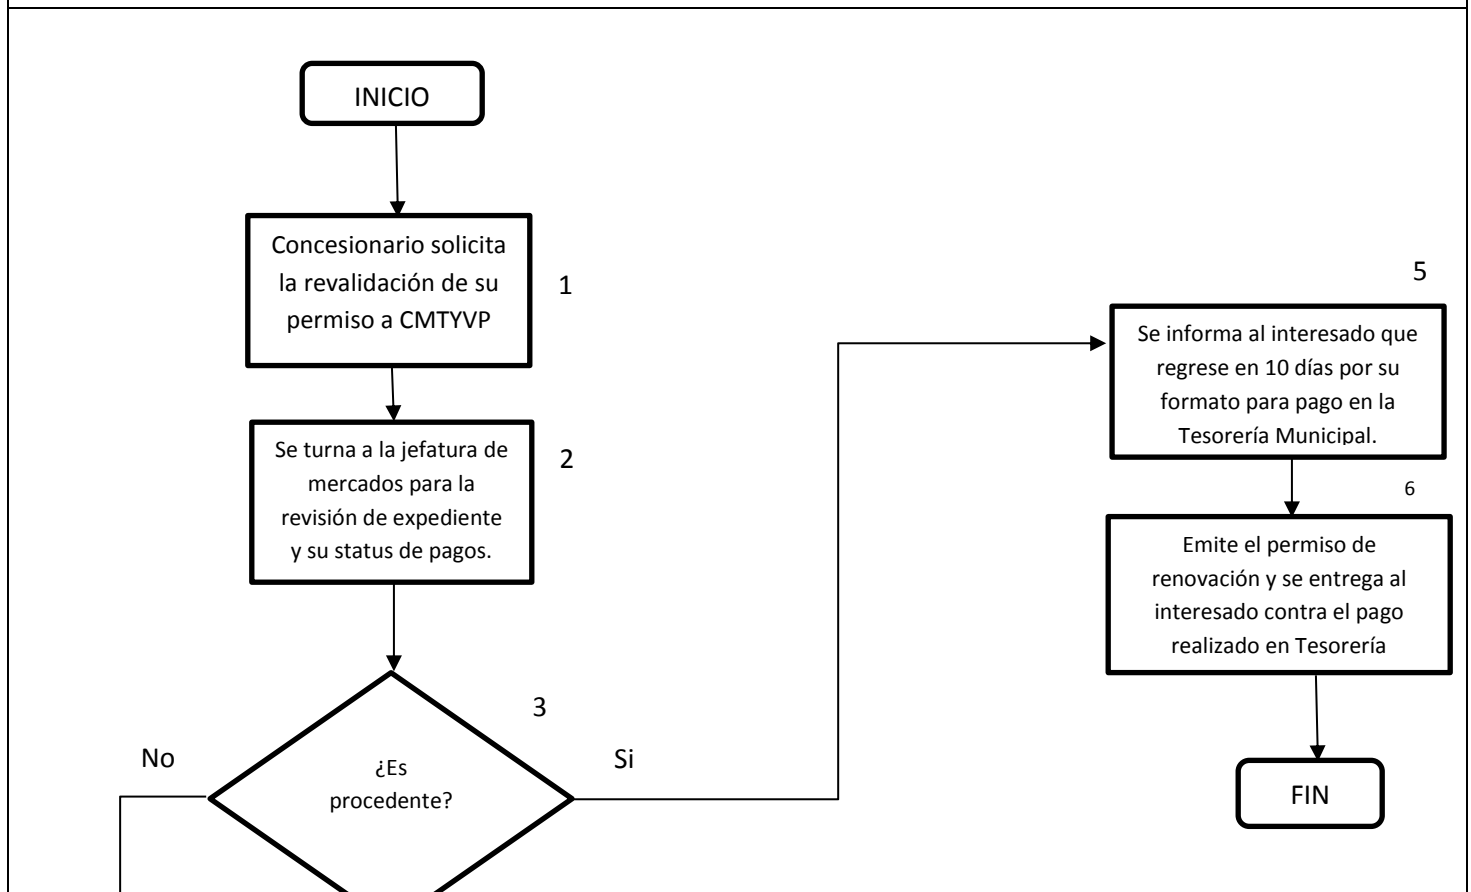 INICIO
Concesionario solicita
la revalidación de su
permiso a CMTYVP
1
Se turna a la jefatura de
mercados para la
revisión de expediente
y su status de pagos.
2
3
No
¿Es
procedente?
Si
5
Se informa al interesado que
regrese en 10 días por su
formato para pago en la
Tesorería Municipal.
6
Emite el permiso de
renovación y se entrega al
interesado contra el pago
realizado en Tesorería
FIN